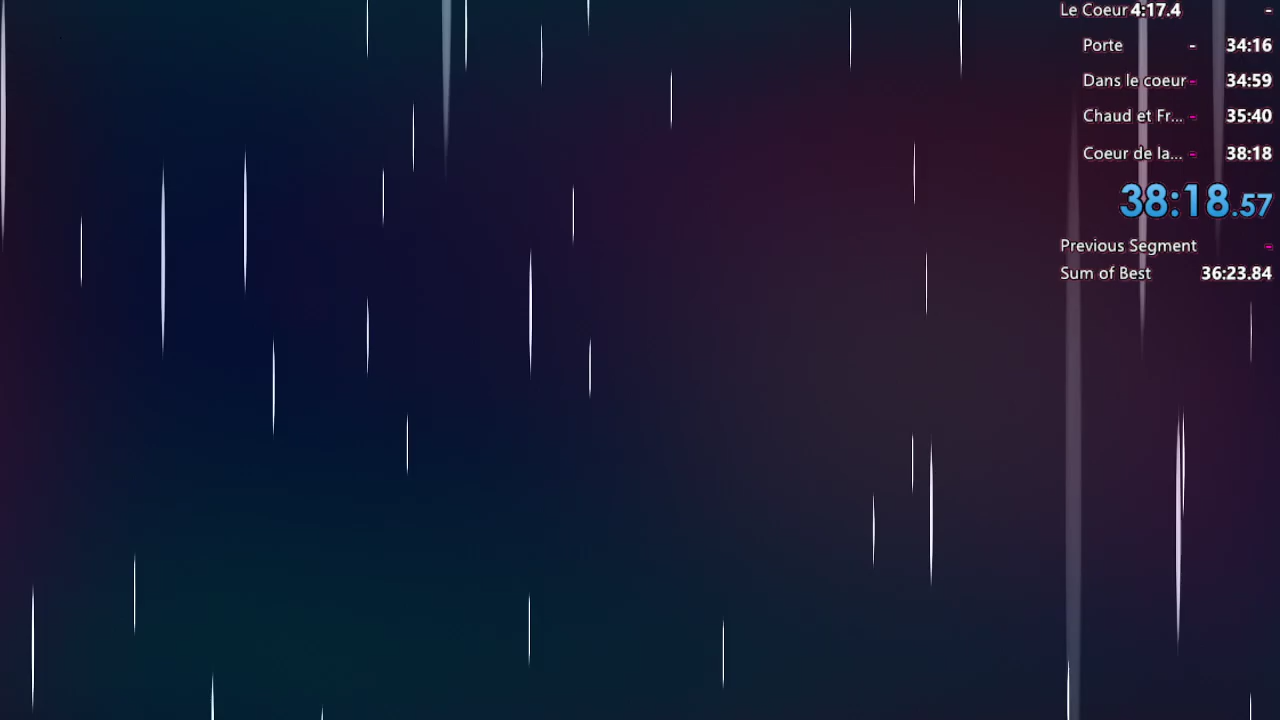 Le Coeur 4:17.4 -
Porte - 34:16
Dans le coeur - 34:59
Chaud et Fr... - 35:40
Coeur de la... - 38:18
38:18.57
Previous Segment -
Sum of Best 36:23.84